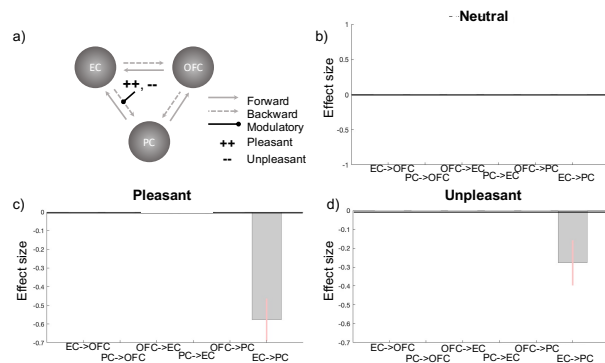 a)
EC
OFC
++, --
PC
Forward
Backward
Modulatory
++ Pleasant
-- Unpleasant
b)
Neutral
Effect size
1
0.5
0
-0.5
-1
EC->OFC
PC->OFC
OFC->EC
PC->EC
OFC->PC
EC->PC
c)
Pleasant
Effect size
0
-0.1
-0.2
-0.3
-0.4
-0.5
-0.6
-0.7
EC->OFC
PC->OFC
OFC->EC
PC->EC
OFC->PC
EC->PC
d)
Unpleasant
Effect size
0
-0.1
-0.2
-0.3
-0.4
-0.5
-0.6
-0.7
EC->OFC
PC->OFC
OFC->EC
PC->EC
OFC->PC
EC->PC